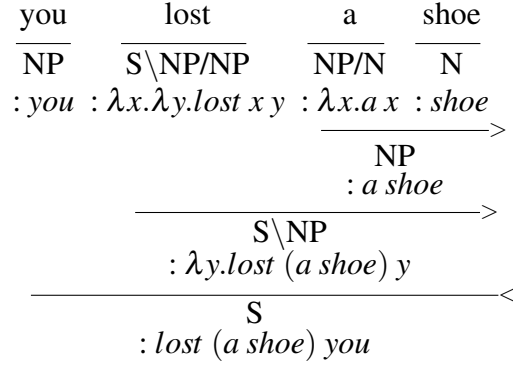 you lost a shoe
NP S\NP/NP NP/N N
: you : λx.λy.lost x y : λx.a x : shoe
>
NP
: a shoe
>
S\NP
: λy.lost (a shoe) y
<
S
: lost (a shoe) you